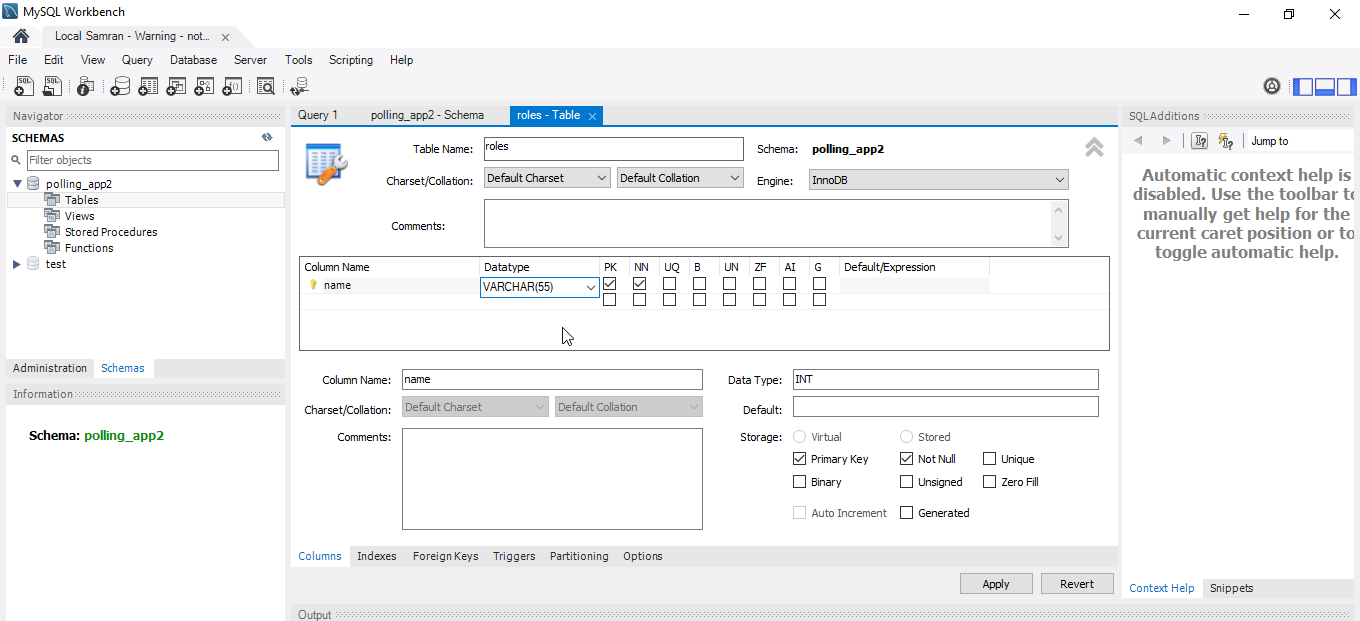 MySQL Workbench
Local Samran - Warning - not...
File Edit View Query Database Server Tools Scripting Help
Navigator
SCHEMAS
Filter objects
polling_app2
Tables
Views
Stored Procedures
Functions
test
Administration Schemas
Information
Schema: polling_app2
Query 1 polling_app2 - Schema roles - Table
Table Name: roles Schema: polling_app2
Charset/Collation: Default Charset Default Collation Engine: InnoDB
Comments:
Column Name Datatype PK NN UQ B UN ZF AI G Default/Expression
name VARCHAR(55)
Column Name: name Data Type: INT
Charset/Collation: Default Charset Default Collation Default:
Comments: Storage: Virtual Stored
Primary Key Not Null Unique
Binary Unsigned Zero Fill
Auto Increment Generated
Columns Indexes Foreign Keys Triggers Partitioning Options
Apply Revert
Output
SQLAdditions
Jump to
Automatic context help is
disabled. Use the toolbar to
manually get help for the
current caret position or to
toggle automatic help.
Context Help Snippets